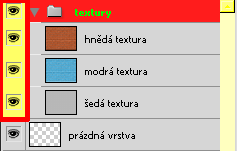 textury
hnědá textura
modrá textura
šedá textura
prázdná vrstva